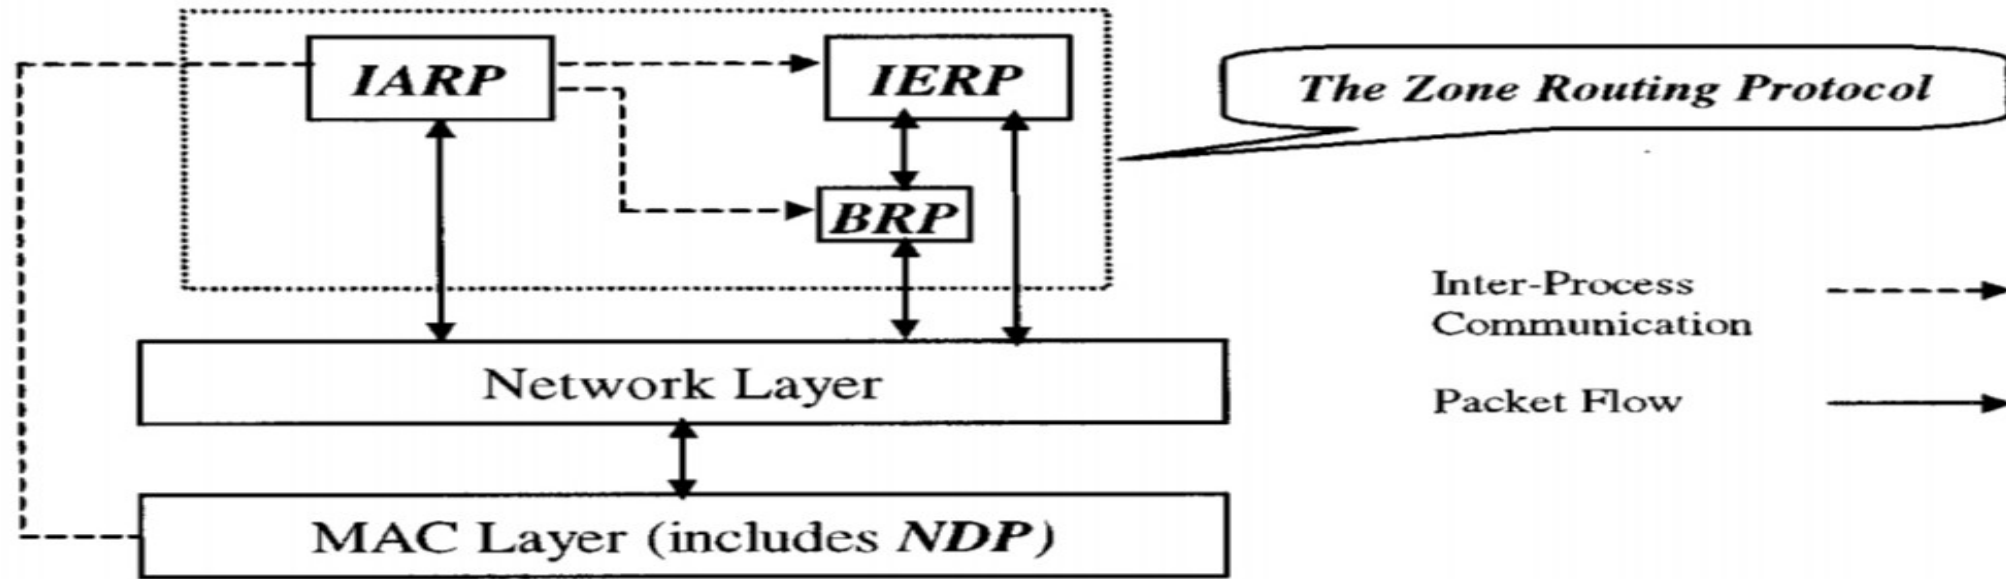 IARP
IERP
The Zone Routing Protocol
BRP
Inter-Process
Communication
Network Layer
Packet Flow
MAC Layer (includes NDP)